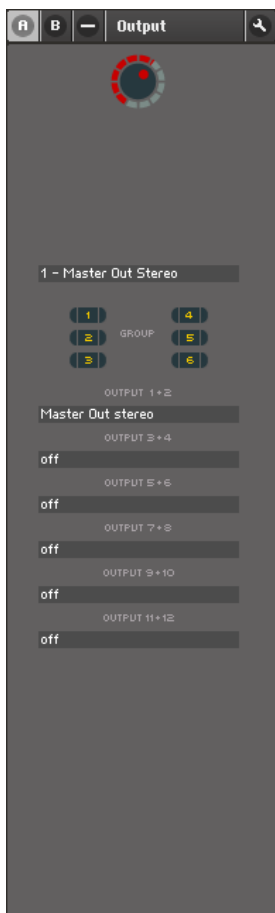 A B Output
1 - Master Out Stereo
1 4
2 GROUP 5
3 6
OUTPUT 1+2
Master Out stereo
OUTPUT 3+4
off
OUTPUT 5+6
off
OUTPUT 7+8
off
OUTPUT 9+10
off
OUTPUT 11+12
off